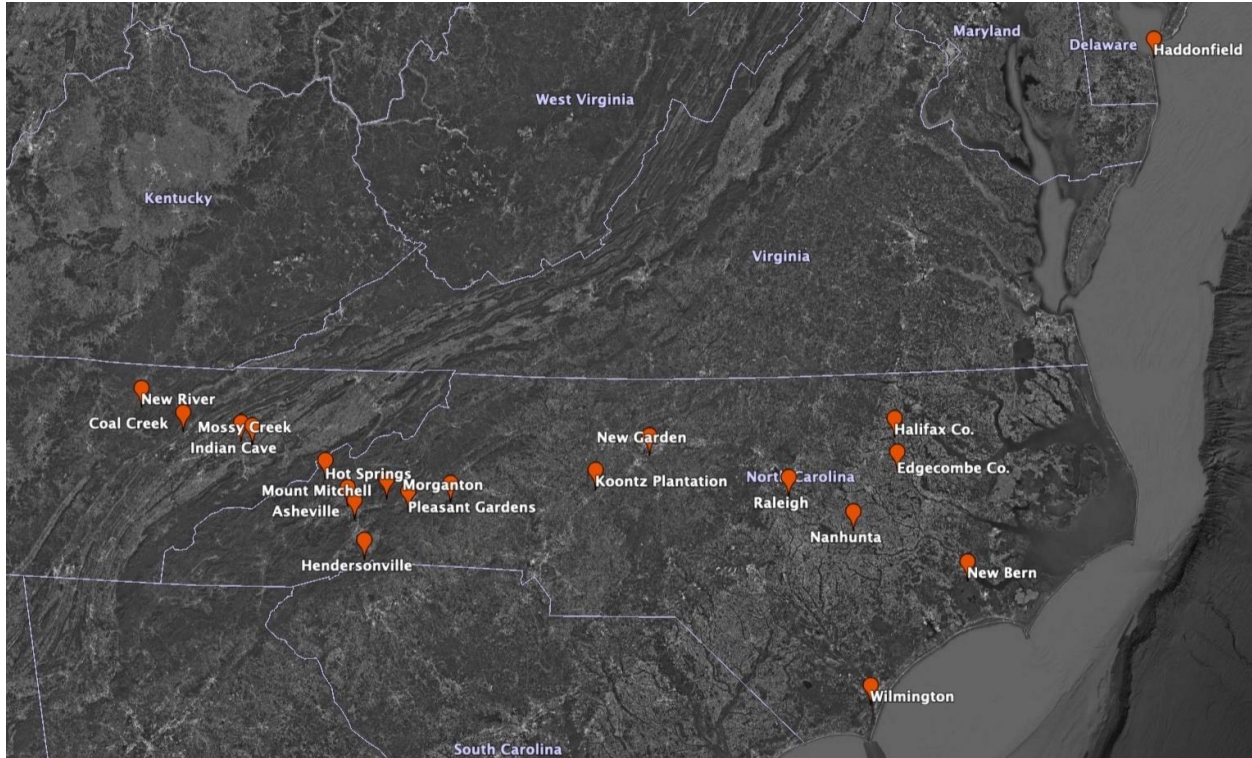 Maryland
Delaware
Haddonfield
West Virginia
Kentucky
Virginia
New River
Coal Creek
Mossy Creek
Indian Cave
Hot Springs
Mount Mitchell
Morganton
Asheville
Pleasant Gardens
Hendersonville
New Garden
Koontz Plantation
North Carolina
Raleigh
Halifax Co.
Edgecombe Co.
Nanhunta
New Bern
Wilmington
South Carolina